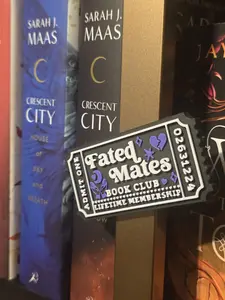 SARAH J.
MAAS
C
CRESCENT
CITY
HOUSE
OF
SKY
AND
BREATH
SARAH J.
MAAS
C
CRESCENT
CITY
ADMIT ONE
Fated
Mates
BOOK CLUB
LIFETIME MEMBERSHIP
02631224
JAY